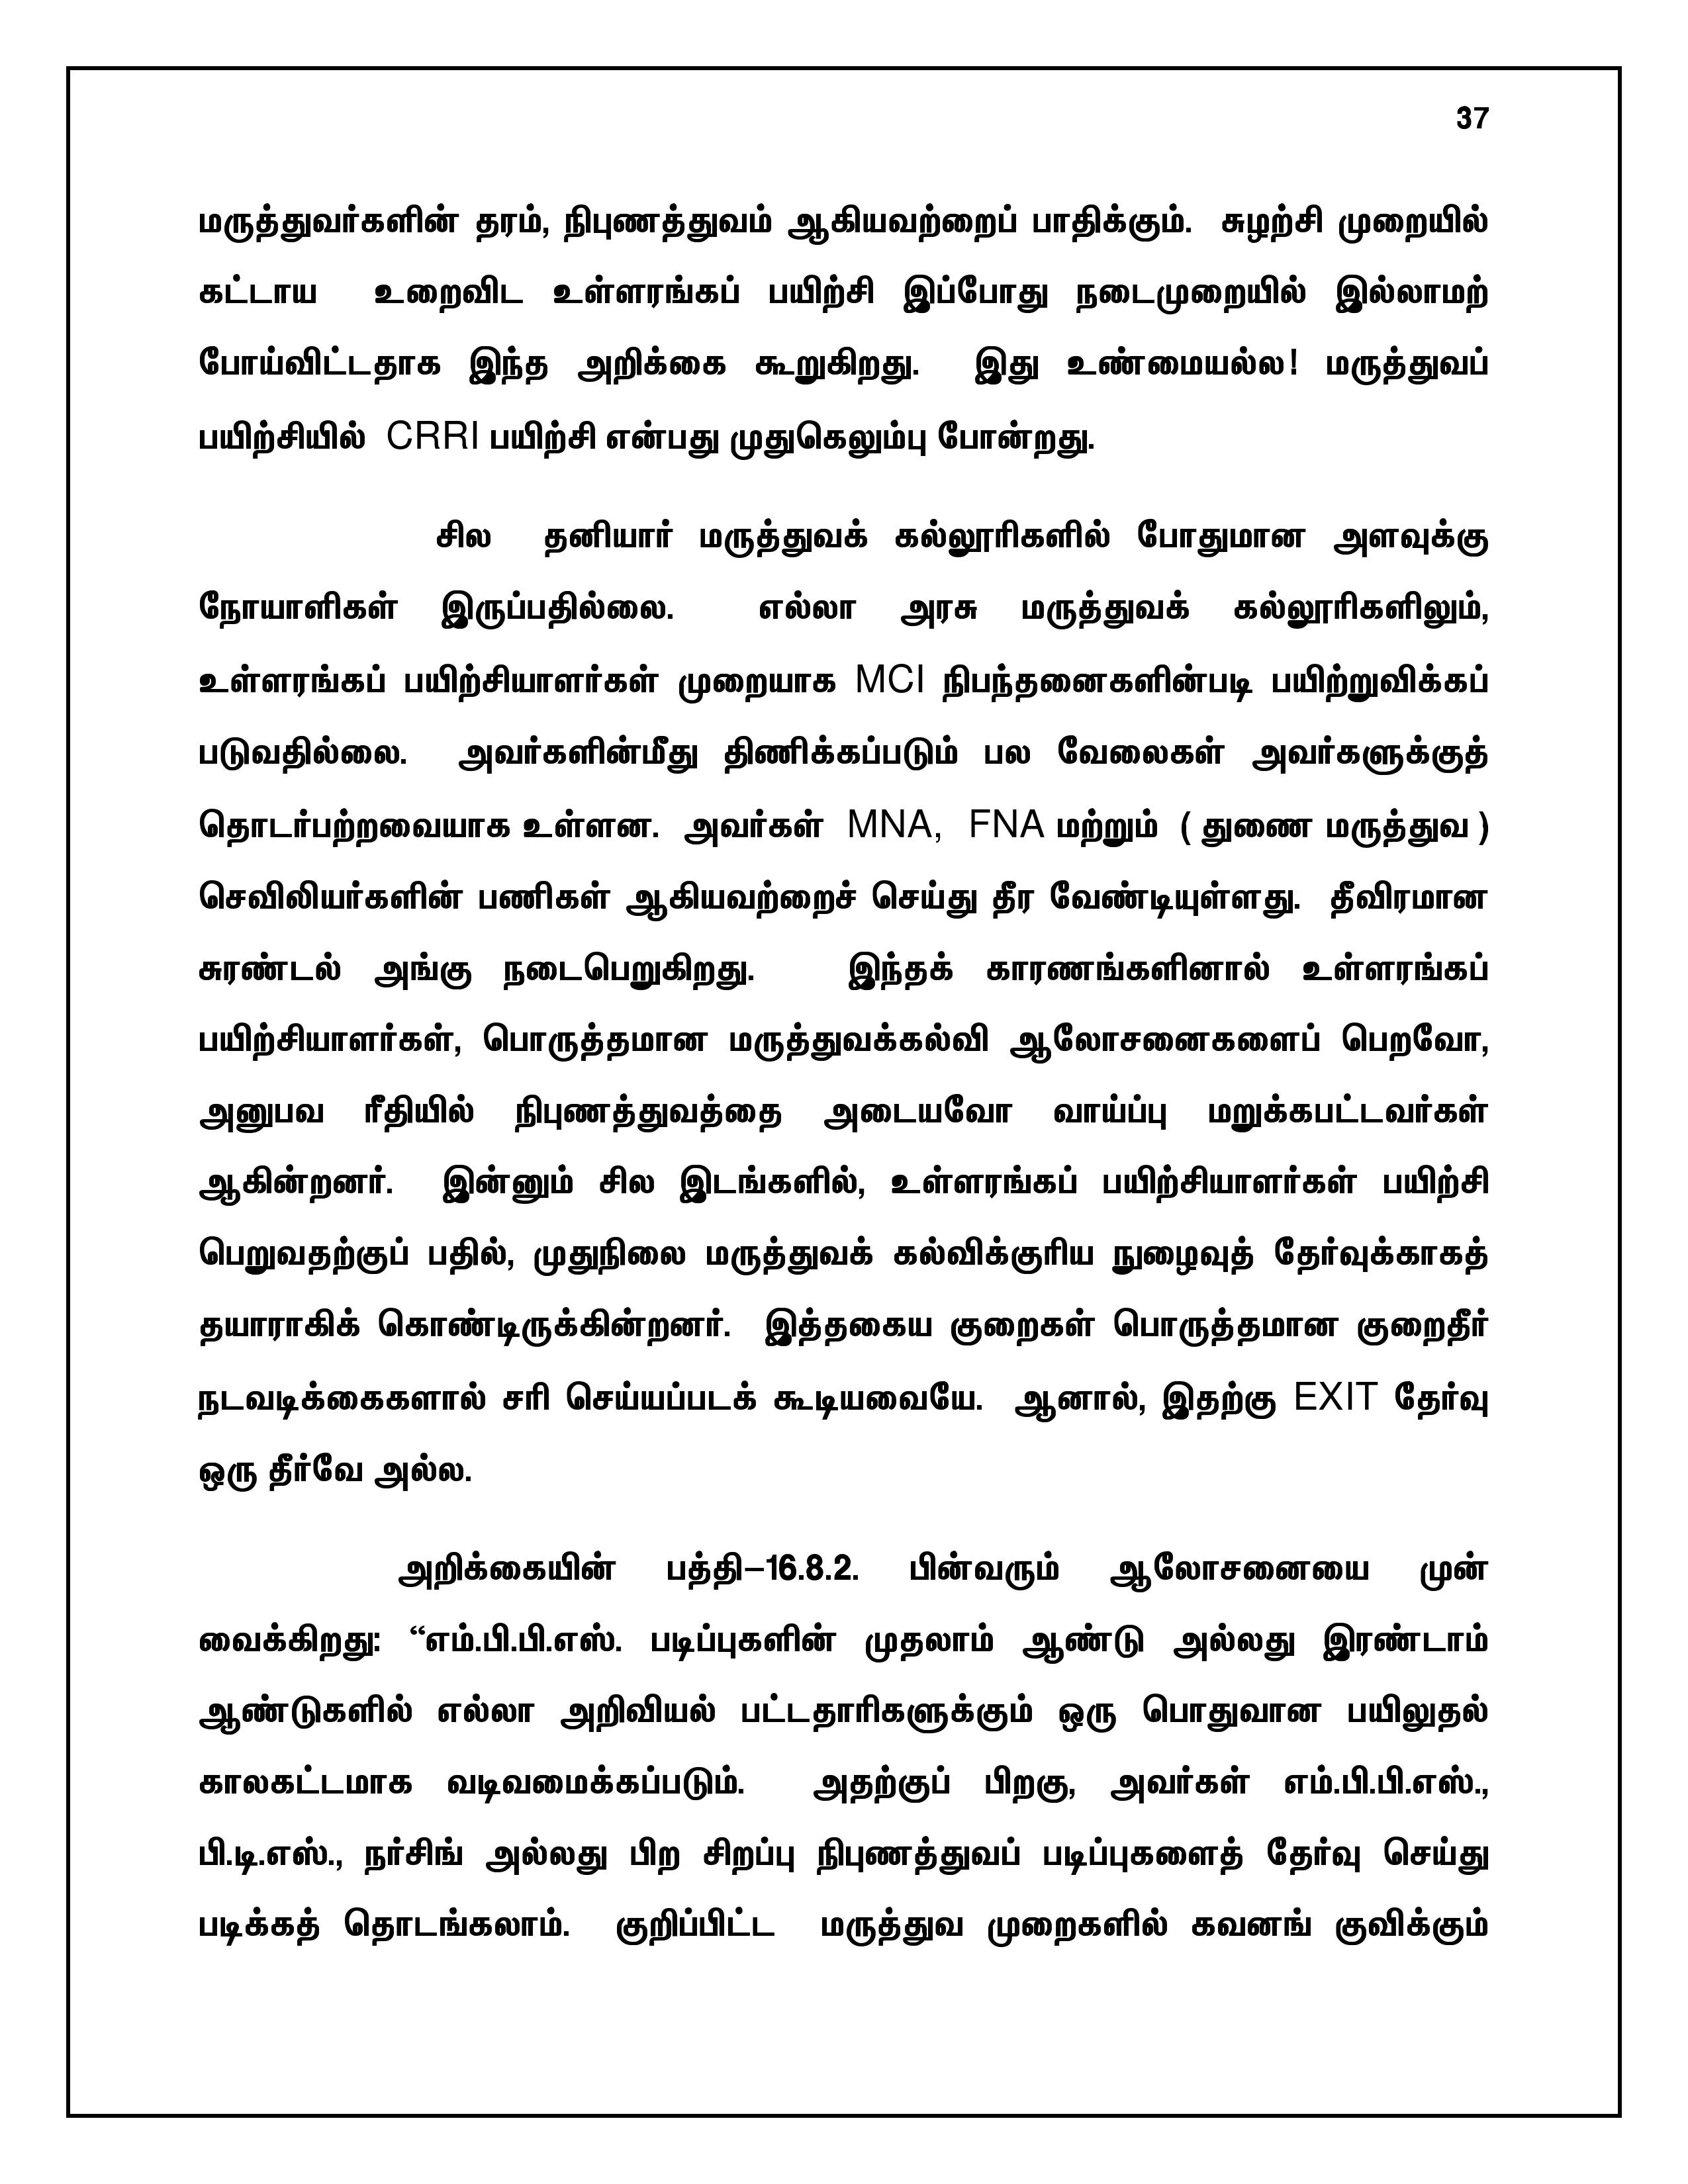 37
மருத்துவர்களின் தரம், நிபுணத்துவம் ஆகியவற்றைப் பாதிக்கும். சுழற்சி முறையில்
கட்டாய உறைவிட உள்ளரங்கப் பயிற்சி இப்போது நடைமுறையில் இல்லாமற்
போய்விட்டதாக இந்த அறிக்கை கூறுகிறது. இது உண்மையல்ல! மருத்துவப்
பயிற்சியில் CRRI பயிற்சி என்பது முதுகெலும்பு போன்றது.
சில தனியார் மருத்துவக் கல்லூரிகளில் போதுமான அளவுக்கு
நோயாளிகள் இருப்பதில்லை. எல்லா அரசு மருத்துவக் கல்லூரிகளிலும்,
உள்ளரங்கப் பயிற்சியாளர்கள் முறையாக MCI நிபந்தனைகளின்படி பயிற்றுவிக்கப்
படுவதில்லை. அவர்களின்மீது திணிக்கப்படும் பல வேலைகள் அவர்களுக்குத்
தொடர்பற்றவையாக உள்ளன. அவர்கள் MNA, FNA மற்றும் ( துணை மருத்துவ )
செவிலியர்களின் பணிகள் ஆகியவற்றைச் செய்து தீர வேண்டியுள்ளது. தீவிரமான
சுரண்டல் அங்கு நடைபெறுகிறது. இந்தக் காரணங்களினால் உள்ளரங்கப்
பயிற்சியாளர்கள், பொருத்தமான மருத்துவக்கல்வி ஆலோசனைகளைப் பெறவோ,
அனுபவ ரீதியில் நிபுணத்துவத்தை அடையவோ வாய்ப்பு மறுக்கபட்டவர்கள்
ஆகின்றனர். இன்னும் சில இடங்களில், உள்ளரங்கப் பயிற்சியாளர்கள் பயிற்சி
பெறுவதற்குப் பதில், முதுநிலை மருத்துவக் கல்விக்குரிய நுழைவுத் தேர்வுக்காகத்
தயாராகிக் கொண்டிருக்கின்றனர். இத்தகைய குறைகள் பொருத்தமான குறைதீர்
நடவடிக்கைகளால் சரி செய்யப்படக் கூடியவையே. ஆனால், இதற்கு EXIT தேர்வு
ஒரு தீர்வே அல்ல.
அறிக்கையின் பத்தி–16.8.2. பின்வரும் ஆலோசனையை முன்
வைக்கிறது: “எம்.பி.பி.எஸ். படிப்புகளின் முதலாம் ஆண்டு அல்லது இரண்டாம்
ஆண்டுகளில் எல்லா அறிவியல் பட்டதாரிகளுக்கும் ஒரு பொதுவான பயிலுதல்
காலகட்டமாக வடிவமைக்கப்படும். அதற்குப் பிறகு, அவர்கள் எம்.பி.பி.எஸ்.,
பி.டி.எஸ்., நர்சிங் அல்லது பிற சிறப்பு நிபுணத்துவப் படிப்புகளைத் தேர்வு செய்து
படிக்கத் தொடங்கலாம். குறிப்பிட்ட மருத்துவ முறைகளில் கவனங் குவிக்கும்